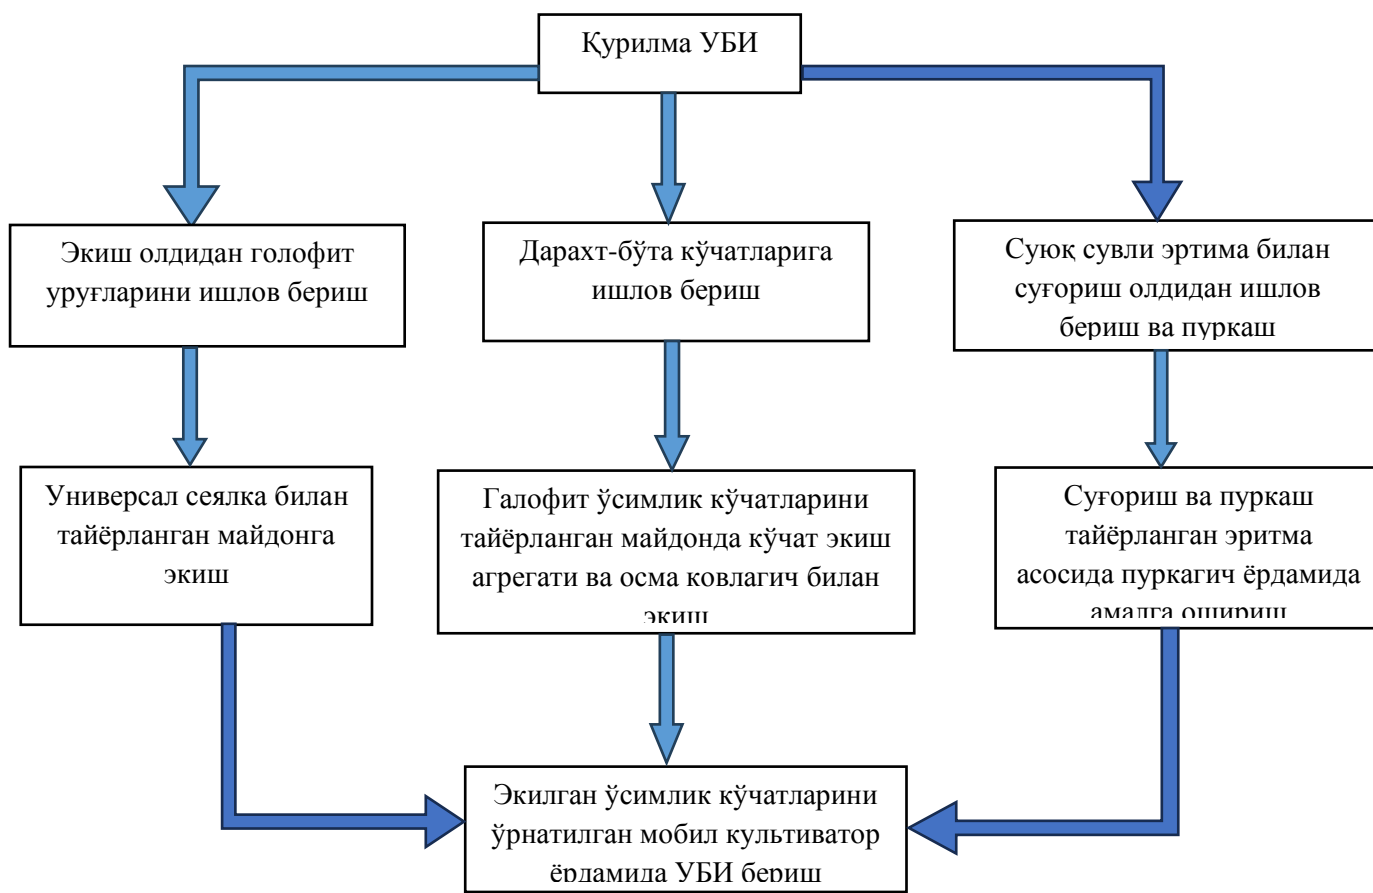 Қурилма УБИ
Экиш олдидан голофит
уруғларини ишлов бериш
Дарахт-бўта кўчатларига
ишлов бериш
Суюқ сувли эртима билан
суғориш олдидан ишлов
бериш ва пуркаш
Универсал сеялка билан
тайёрланган майдонга
экиш
Галофит ўсимлик кўчатларини
тайёрланган майдонда кўчат экиш
агрегати ва осма ковлагич билан
экиш
Суғориш ва пуркаш
тайёрланган эритма
асосида пуркагич ёрдамида
амалга ошириш
Экилган ўсимлик кўчатларини
ўрнатилган мобил культиватор
ёрдамида УБИ бериш